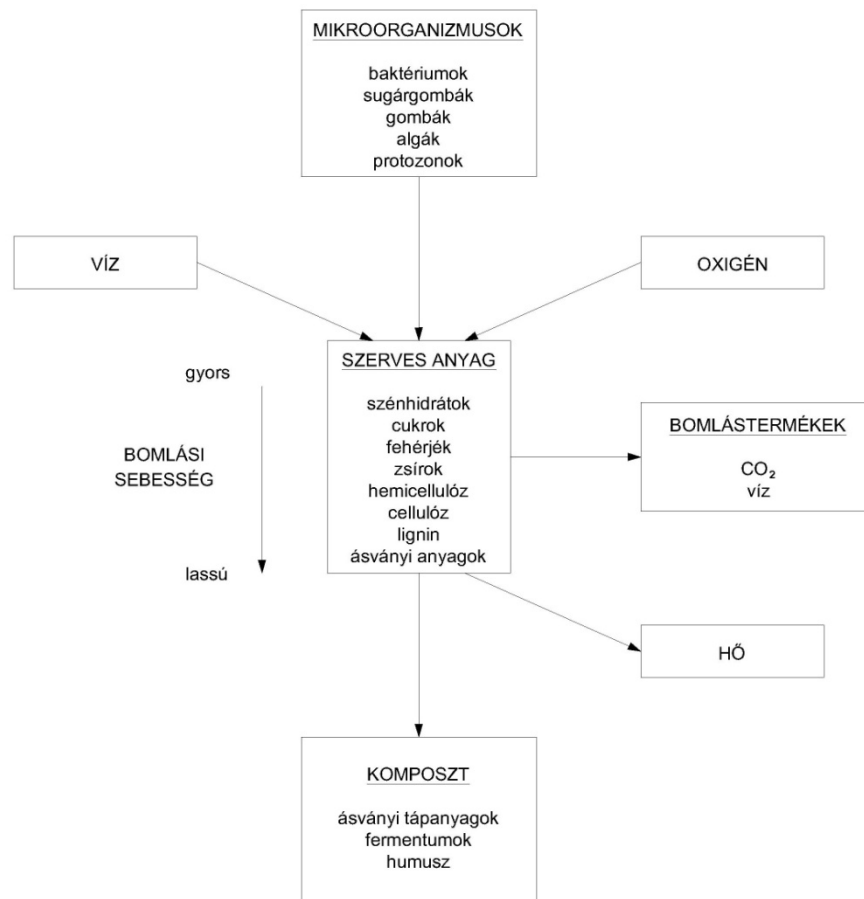 MIKROORGANIZMUSOK
baktériumok
sugárgombák
gombák
algák
protozonok
VÍZ
OXIGÉN
SZERVES ANYAG
szénhidrátok
cukrok
fehérjék
zsírok
hemicellulóz
cellulóz
lignin
ásványi anyagok
gyors
BOMLÁSI
SEBESSÉG
lassú
BOMLÁSTERMÉKEK
CO₂
víz
HŐ
KOMPOSZT
ásványi tápanyagok
fermentumok
humusz